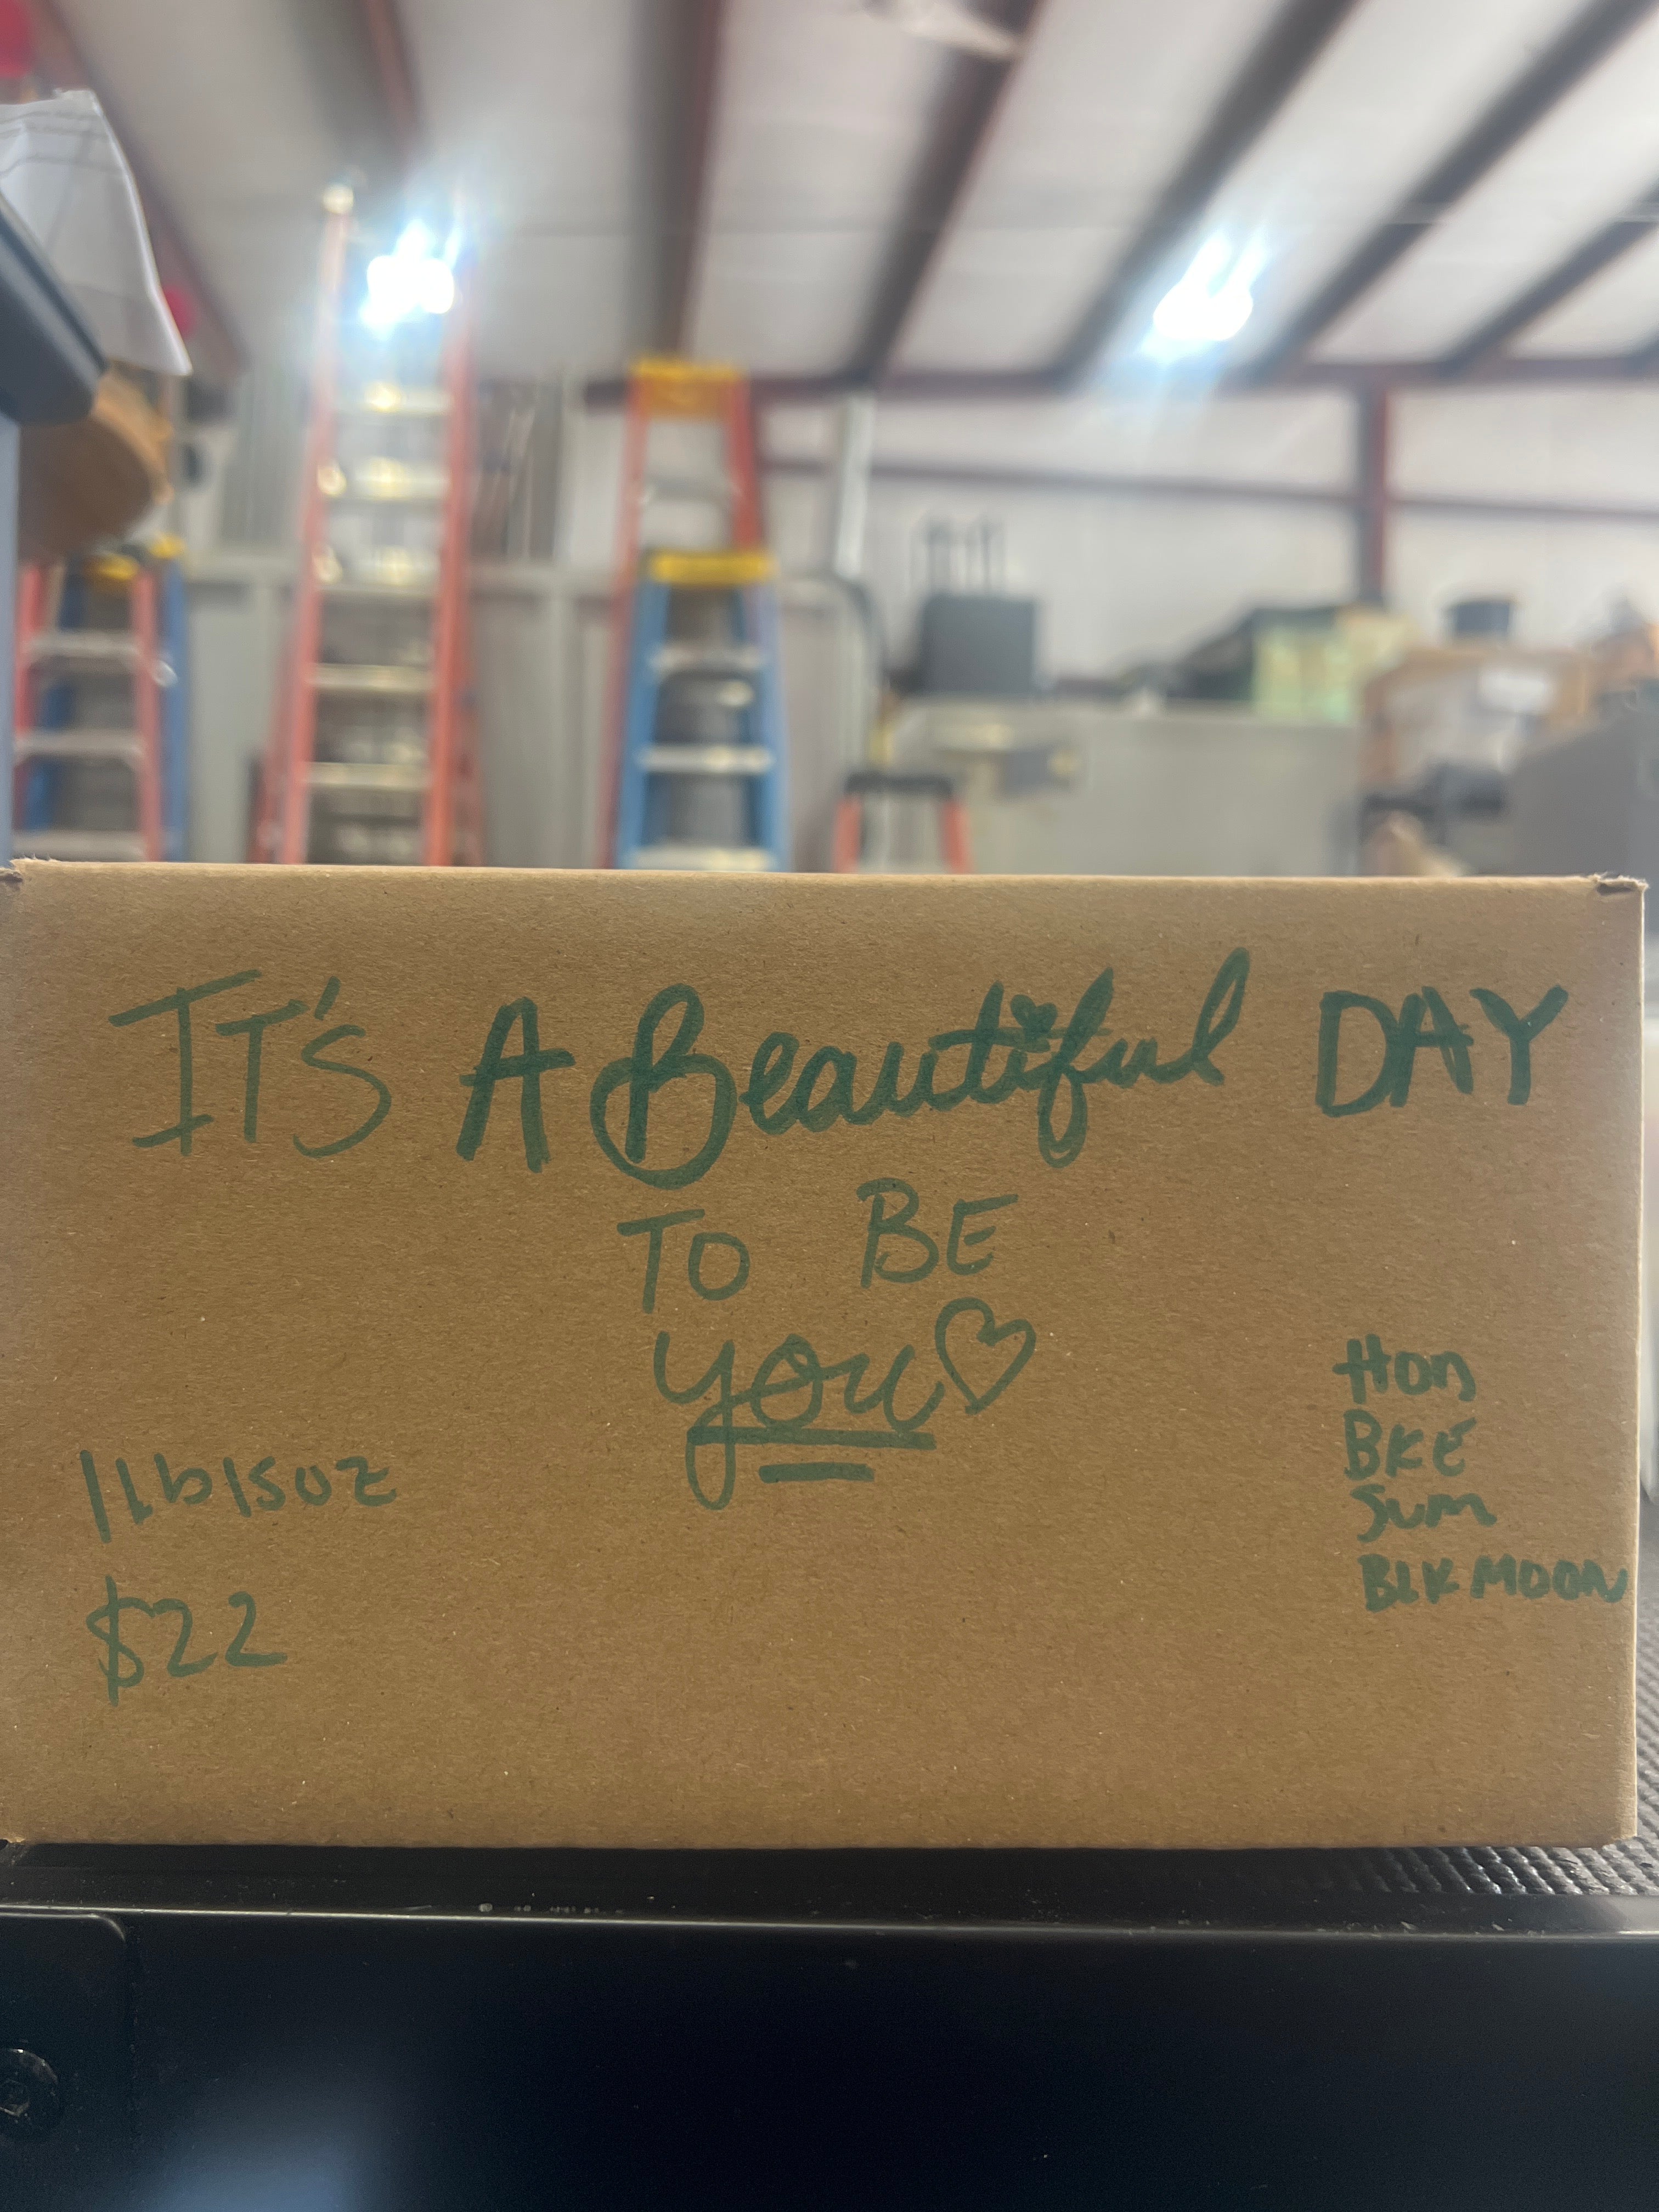 IT'S A Beautiful DAY
TO BE
you♡
1lb15oz
$22
Hon
BKE
Sum
BLK MOON